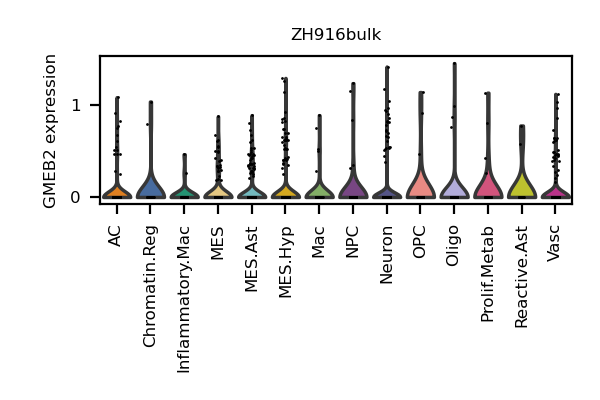 ZH916bulk
GMEB2 expression
1
0
AC
Chromatin.Reg
Inflammatory.Mac
MES
MES.Ast
MES.Hyp
Mac
NPC
Neuron
OPC
Oligo
Prolif.Metab
Reactive.Ast
Vasc